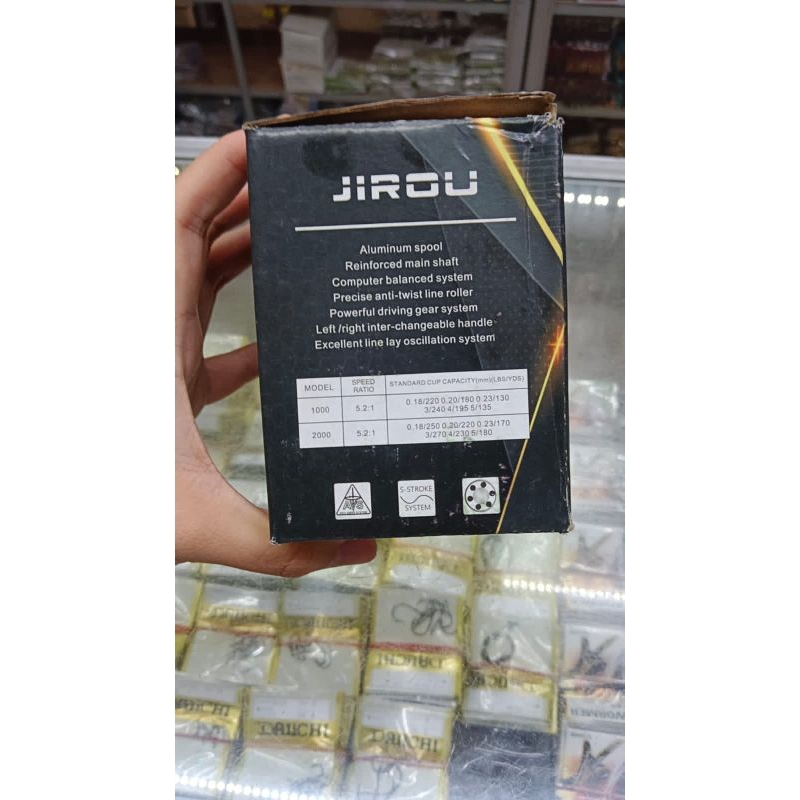 JIROU
Aluminum spool
Reinforced main shaft
Computer balanced system
Precise anti-twist line roller
Powerful driving gear system
Left /right inter-changeable handle
Excellent line lay oscillation system
MODEL SPEED RATIO STANDARD CUP CAPACITY(mm)(LBS/YDS)
1000 5.2:1 0.18/220 0.20/180 0.23/130
3/240 4/195 5/135
2000 5.2:1 0.18/250 0.20/220 0.23/170
3/270 4/230 5/180
S-STROKE
SYSTEM
DAIICHI